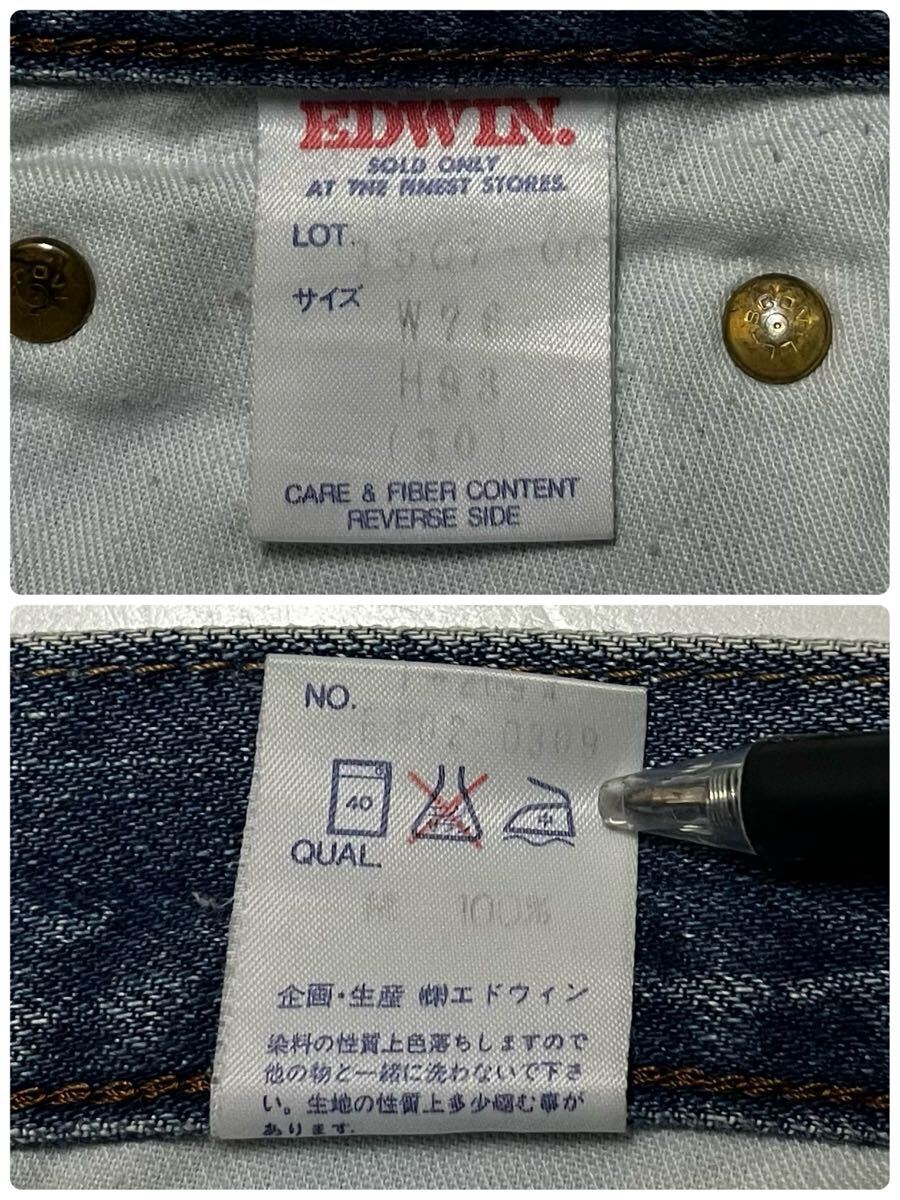 EDWIN.
SOLD ONLY
AT THE FINEST STORES.
LOT.
サイズ
H93
(30)
CARE & FIBER CONTENT
REVERSE SIDE
NO.
0309
40
中
QUAL.
100%
企画・生産 ㈱エドウィン
染料の性質上色落ちしますので
他の物と一緒に洗わないで下さ
い。生地の性質上多少縮む事が
あります.